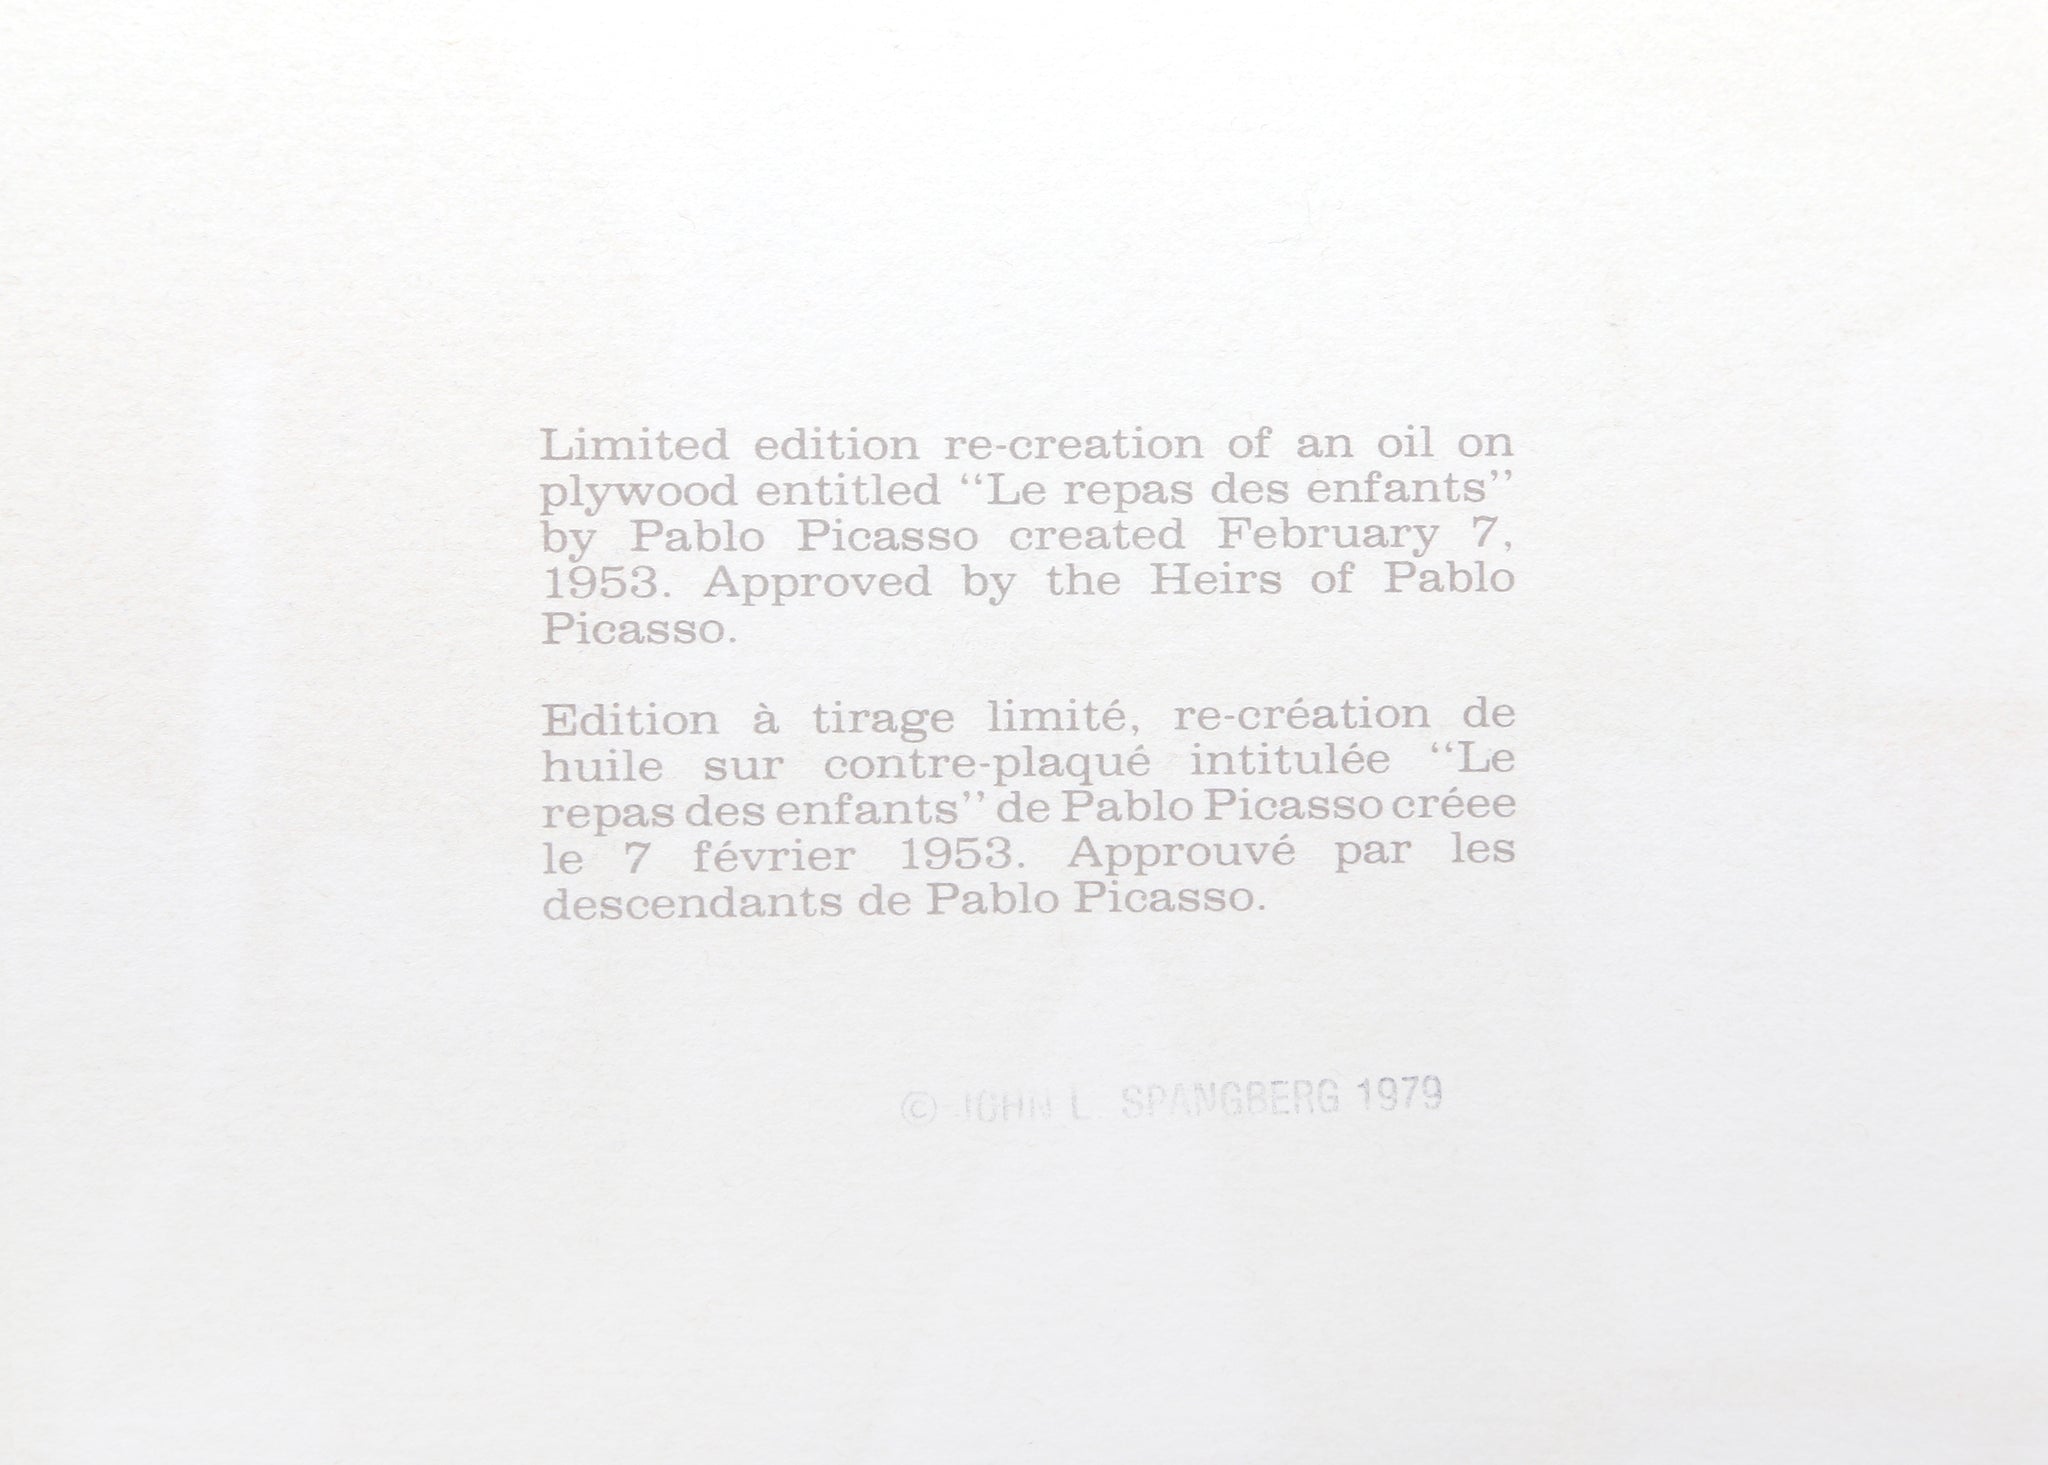 Limited edition re-creation of an oil on
plywood entitled “Le repas des enfants”
by Pablo Picasso created February 7,
1953. Approved by the Heirs of Pablo
Picasso.
Edition à tirage limité, re-création de
huile sur contre-plaqué intitulée “Le
repas des enfants” de Pablo Picasso créee
le 7 février 1953. Approuvé par les
descendants de Pablo Picasso.
© JOHN L. SPANGBERG 1979